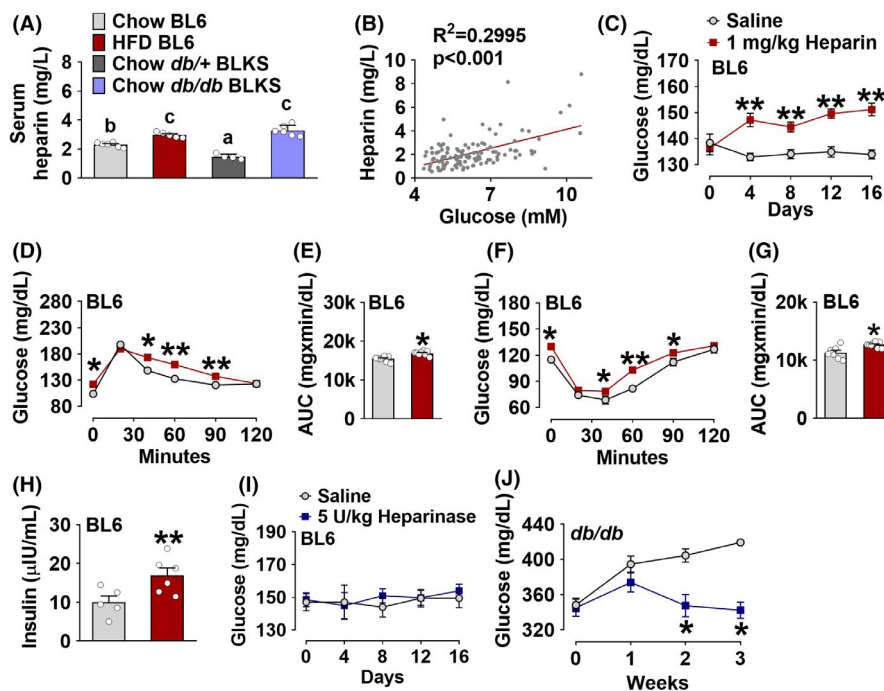 (A)
Chow BL6
HFD BL6
Chow db/+ BLKS
Chow db/db BLKS
Serum
heparin (mg/L)
8
6
4
2
0
b
c
a
c
(B)
R²=0.2995
p<0.001
Heparin (mg/L)
12
10
8
6
4
2
0
4
7
10
Glucose (mM)
(C)
Saline
1 mg/kg Heparin
BL6
Glucose (mg/dL)
170
160
150
140
130
**
**
**
**
0
4
8
12
16
Days
(D)
BL6
Glucose (mg/dL)
280
230
180
130
80
*
*
**
**
0
30
60
90
120
Minutes
(E)
BL6
AUC (mgxmin/dL)
30k
20k
10k
0
*
(F)
BL6
Glucose (mg/dL)
180
150
120
90
60
*
*
**
*
0
30
60
90
120
Minutes
(G)
BL6
AUC (mgxmin/dL)
20k
10k
0
*
(H)
BL6
Insulin (µIU/mL)
30
20
10
0
**
(I)
Saline
5 U/kg Heparinase
BL6
Glucose (mg/dL)
190
170
150
130
0
4
8
12
16
Days
(J)
db/db
Glucose (mg/dL)
440
400
360
320
*
*
0
1
2
3
Weeks